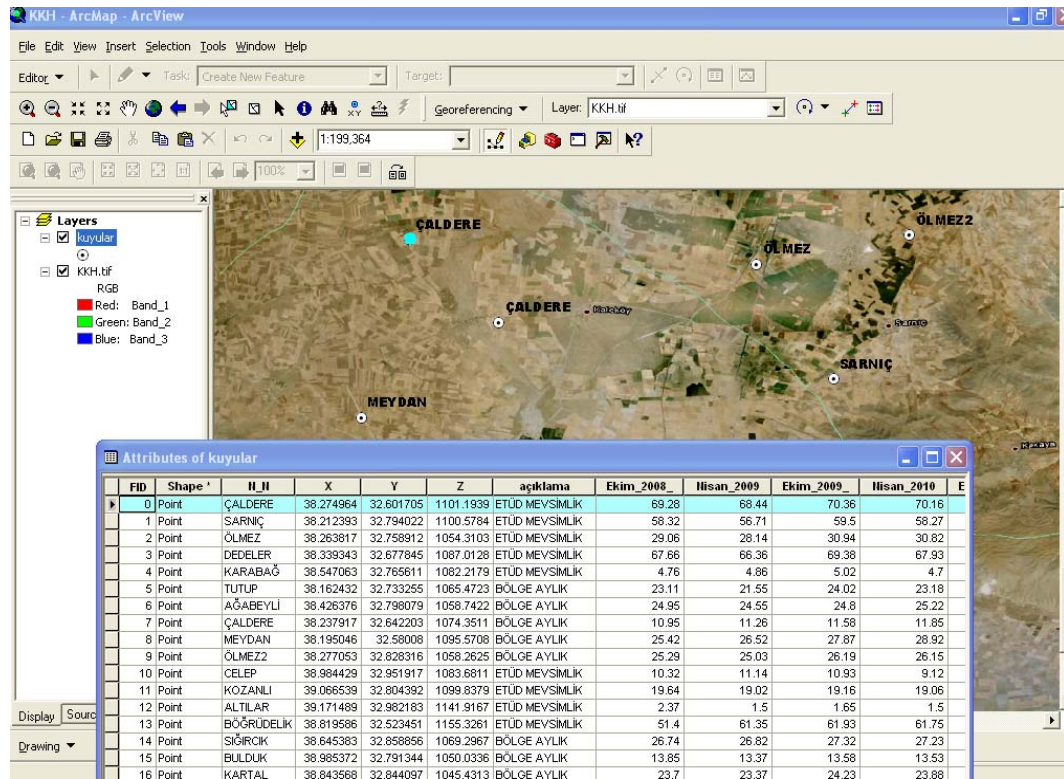 KKH - ArcMap - ArcView
File Edit View Insert Selection Tools Window Help
Editor Task: Create New Feature Target:
Georeferencing Layer: KKH.tif
1:199,364
100%
Layers
kuyular
KKH.tif
RGB
Red: Band_1
Green: Band_2
Blue: Band_3
ÇALDERE
ÖLMEZ2
ÖLMEZ
ÇALDERE
Kaleköy
Sarnıç
SARNIÇ
MEYDAN
Attributes of kuyular
FID Shape * N_N X Y Z açıklama Ekim_2008_ Nisan_2009 Ekim_2009_ Nisan_2010 E
0 Point ÇALDERE 38.274964 32.601705 1101.1939 ETÜD MEVSİMLİK 69.28 68.44 70.36 70.16
1 Point SARNIÇ 38.212393 32.794022 1100.5784 ETÜD MEVSİMLİK 58.32 56.71 59.5 58.27
2 Point ÖLMEZ 38.263817 32.758912 1054.3103 ETÜD MEVSİMLİK 29.06 28.14 30.94 30.82
3 Point DEDELER 38.339343 32.677845 1087.0128 ETÜD MEVSİMLİK 67.66 66.36 69.38 67.93
4 Point KARABAĞ 38.547063 32.765611 1082.2179 ETÜD MEVSİMLİK 4.76 4.86 5.02 4.7
5 Point TUTUP 38.162432 32.733255 1065.4723 BÖLGE AYLIK 23.11 21.55 24.02 23.18
6 Point AĞABEYLİ 38.426376 32.798079 1058.7422 BÖLGE AYLIK 24.95 24.55 24.8 25.22
7 Point ÇALDERE 38.237917 32.642203 1074.3511 BÖLGE AYLIK 10.95 11.26 11.58 11.85
8 Point MEYDAN 38.195046 32.58008 1095.5708 BÖLGE AYLIK 25.42 26.52 27.87 28.92
9 Point ÖLMEZ2 38.277053 32.828316 1058.2625 BÖLGE AYLIK 25.29 25.03 26.19 26.15
10 Point CELEP 38.984429 32.951917 1083.6811 ETÜD MEVSİMLİK 10.32 11.14 10.93 9.12
11 Point KOZANLI 39.066539 32.804392 1099.8379 ETÜD MEVSİMLİK 19.64 19.02 19.16 19.06
12 Point ALTILAR 39.171489 32.982183 1141.9167 ETÜD MEVSİMLİK 2.37 1.5 1.65 1.5
13 Point BÖĞRÜDELİK 38.819586 32.523451 1155.3261 ETÜD MEVSİMLİK 51.4 61.35 61.93 61.75
14 Point SIĞIRCIK 38.645383 32.858856 1069.2967 BÖLGE AYLIK 26.74 26.82 27.32 27.23
15 Point BULDUK 38.985372 32.791344 1050.0336 BÖLGE AYLIK 13.85 13.37 13.58 13.53
16 Point KARTAL 38.843568 32.844097 1045.4313 BÖLGE AYLIK 23.7 23.37 24.23 23.89
Display Sourc
Drawing